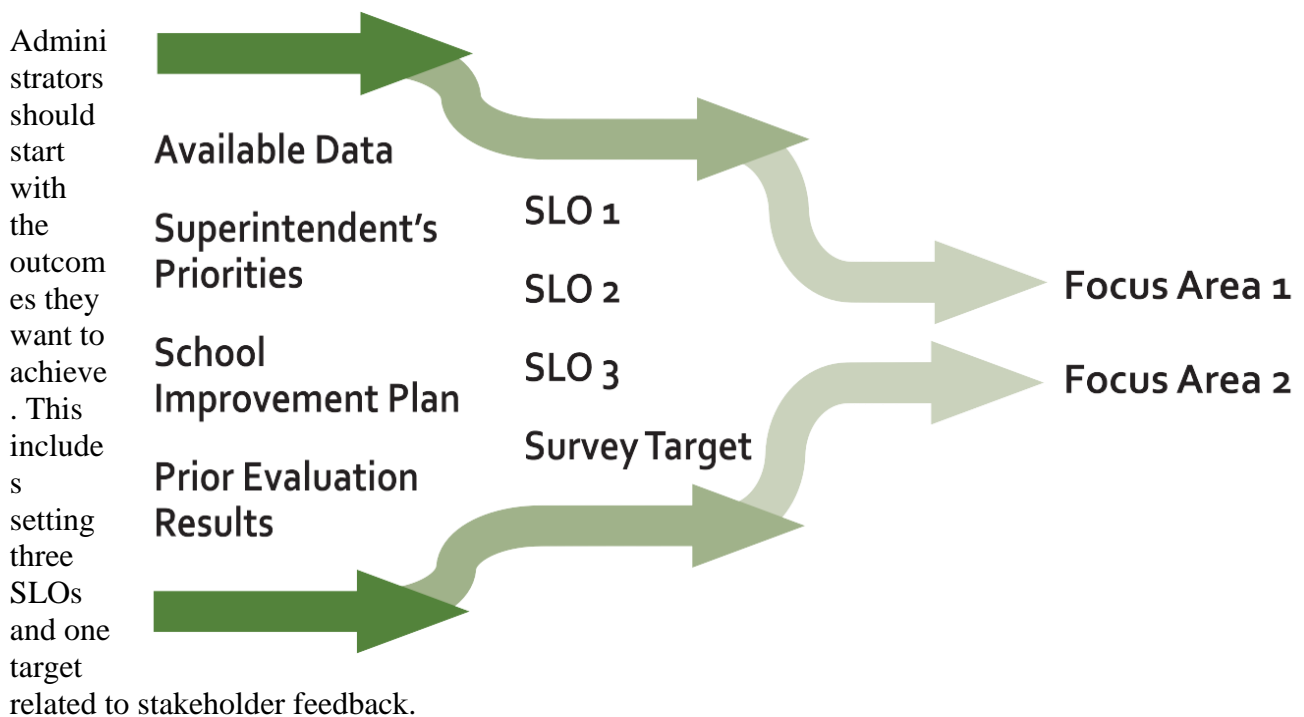 Admini
strators
should
start
with
the
outcom
es they
want to
achieve
. This
include
s
setting
three
SLOs
and one
target
related to stakeholder feedback.
Available Data
Superintendent's
Priorities
School
Improvement Plan
Prior Evaluation
Results
SLO 1
SLO 2
SLO 3
Survey Target
Focus Area 1
Focus Area 2